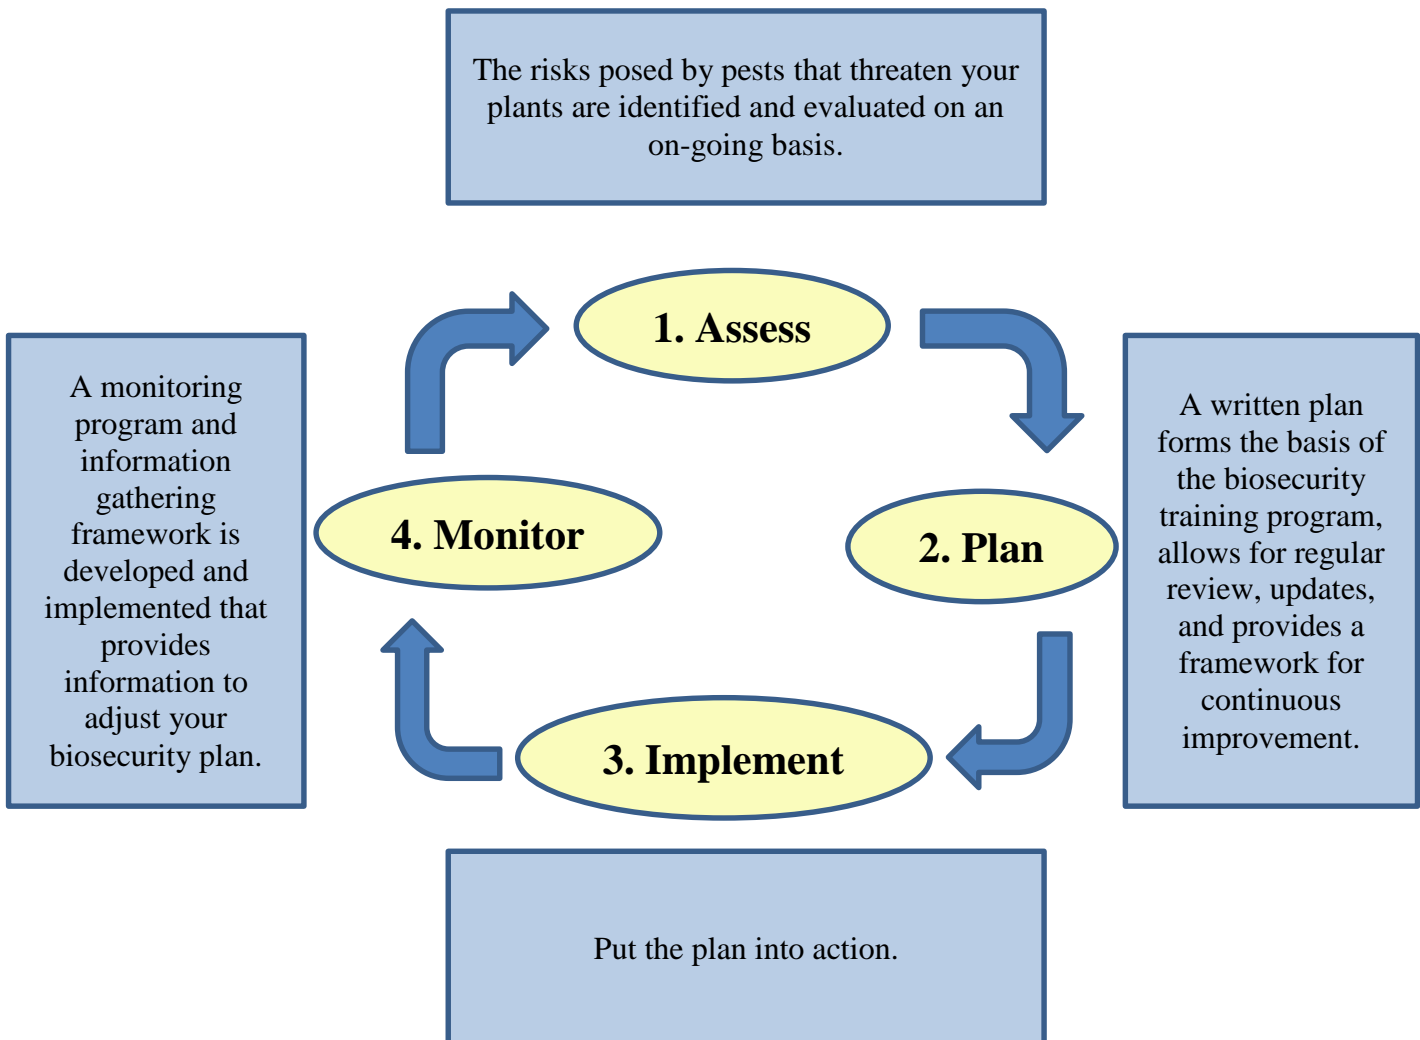 The risks posed by pests that threaten your
plants are identified and evaluated on an
on-going basis.
1. Assess
A monitoring
program and
information
gathering
framework is
developed and
implemented that
provides
information to
adjust your
biosecurity plan.
4. Monitor
2. Plan
A written plan
forms the basis of
the biosecurity
training program,
allows for regular
review, updates,
and provides a
framework for
continuous
improvement.
3. Implement
Put the plan into action.